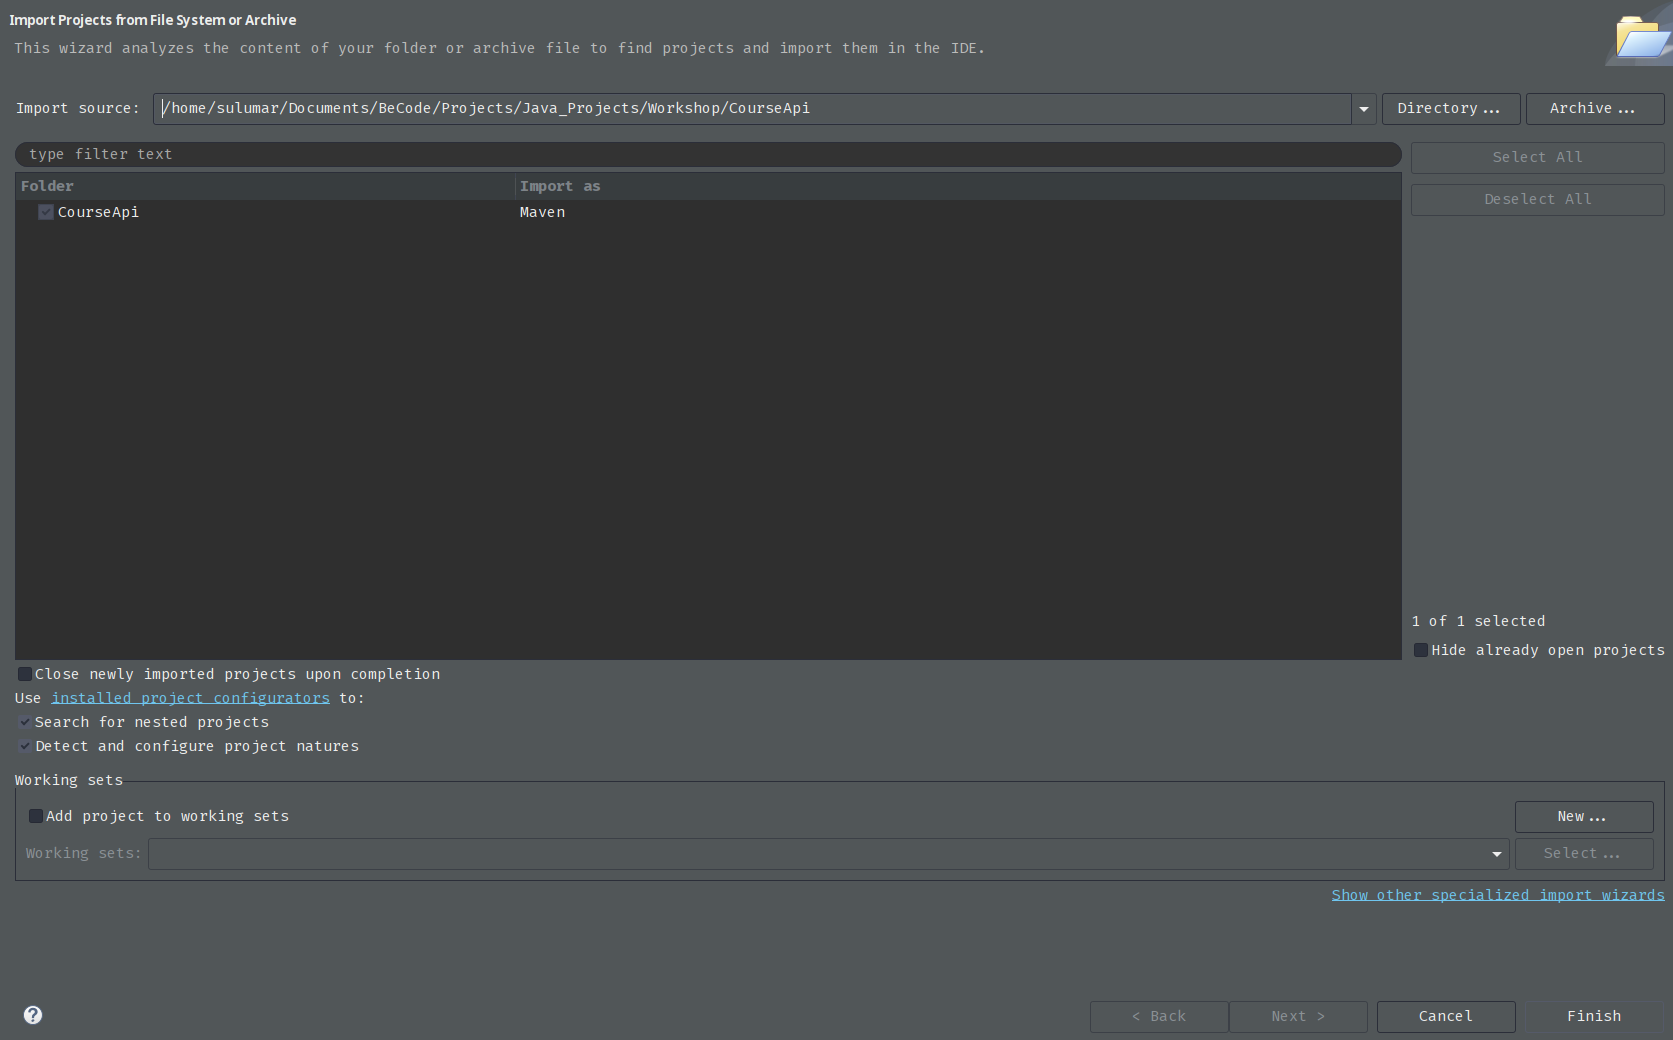 Import Projects from File System or Archive
This wizard analyzes the content of your folder or archive file to find projects and import them in the IDE.
Import source: /home/sulumar/Documents/BeCode/Projects/Java_Projects/Workshop/CourseApi Directory... Archive...
type filter text Select All
Folder Import as Deselect All
CourseApi Maven
1 of 1 selected
Hide already open projects
Close newly imported projects upon completion
Use installed project configurators to:
Search for nested projects
Detect and configure project natures
Working sets
Add project to working sets New...
Working sets: Select...
Show other specialized import wizards
? < Back Next > Cancel Finish